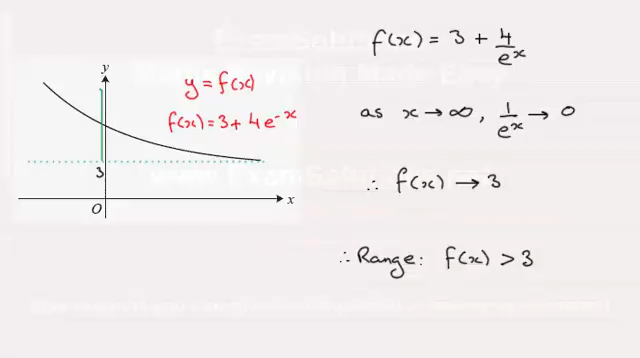 f(x) = 3 + 4/e^x
y
y = f(x)
f(x) = 3 + 4e^-x
as x → ∞, 1/e^x → 0
3
∴ f(x) → 3
O
x
∴ Range: f(x) > 3